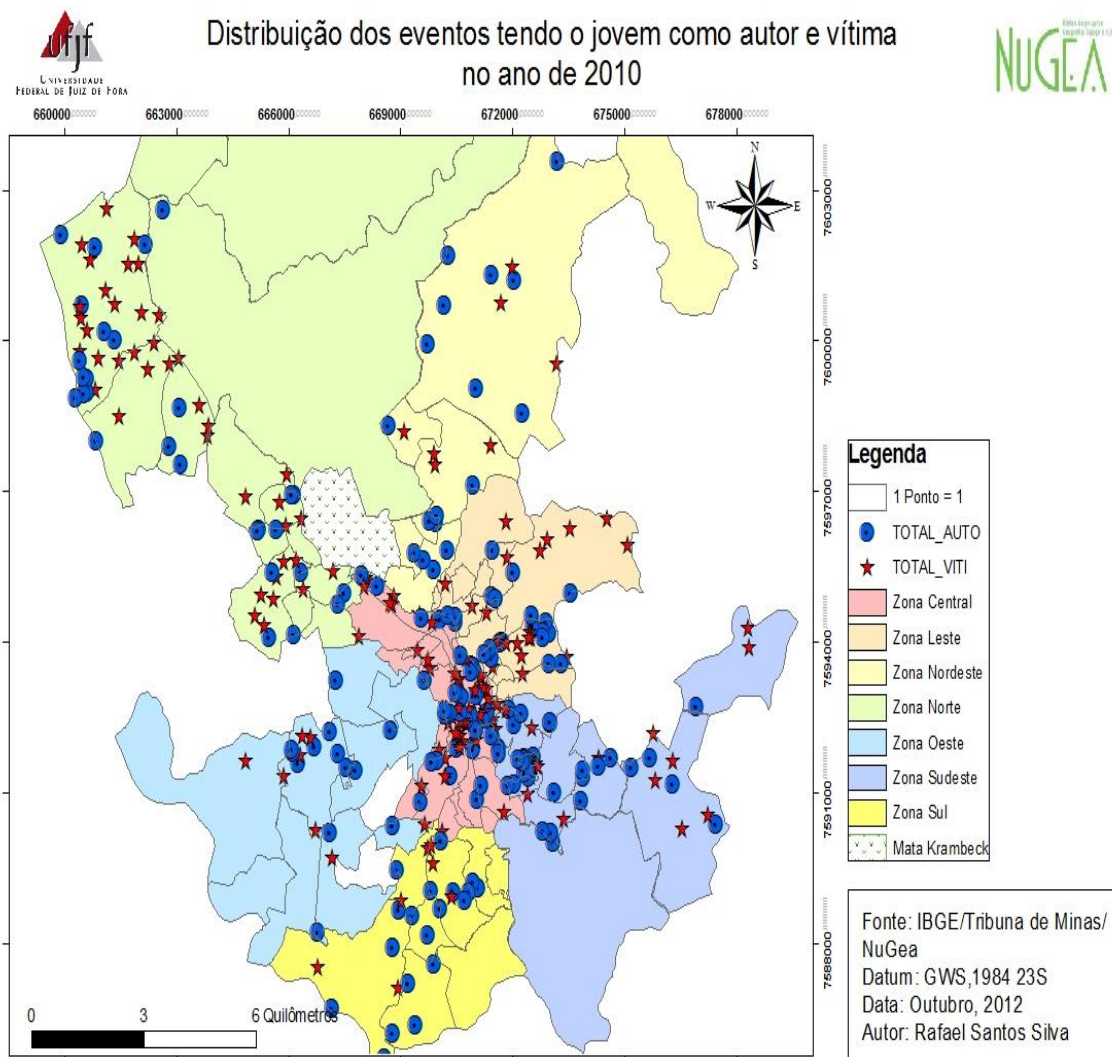 ufjf
UNIVERSIDADE
FEDERAL DE JUIZ DE FORA
Distribuição dos eventos tendo o jovem como autor e vítima
no ano de 2010
NUGEA
660000 663000 666000 669000 672000 675000 678000
N
W E
S
7603000
7600000
7597000
7594000
7591000
7588000
Legenda
1 Ponto = 1
TOTAL_AUTO
TOTAL_VITI
Zona Central
Zona Leste
Zona Nordeste
Zona Norte
Zona Oeste
Zona Sudeste
Zona Sul
Mata Krambeck
0 3 6 Quilômetros
Fonte: IBGE/Tribuna de Minas/
NuGea
Datum: GWS,1984 23S
Data: Outubro, 2012
Autor: Rafael Santos Silva